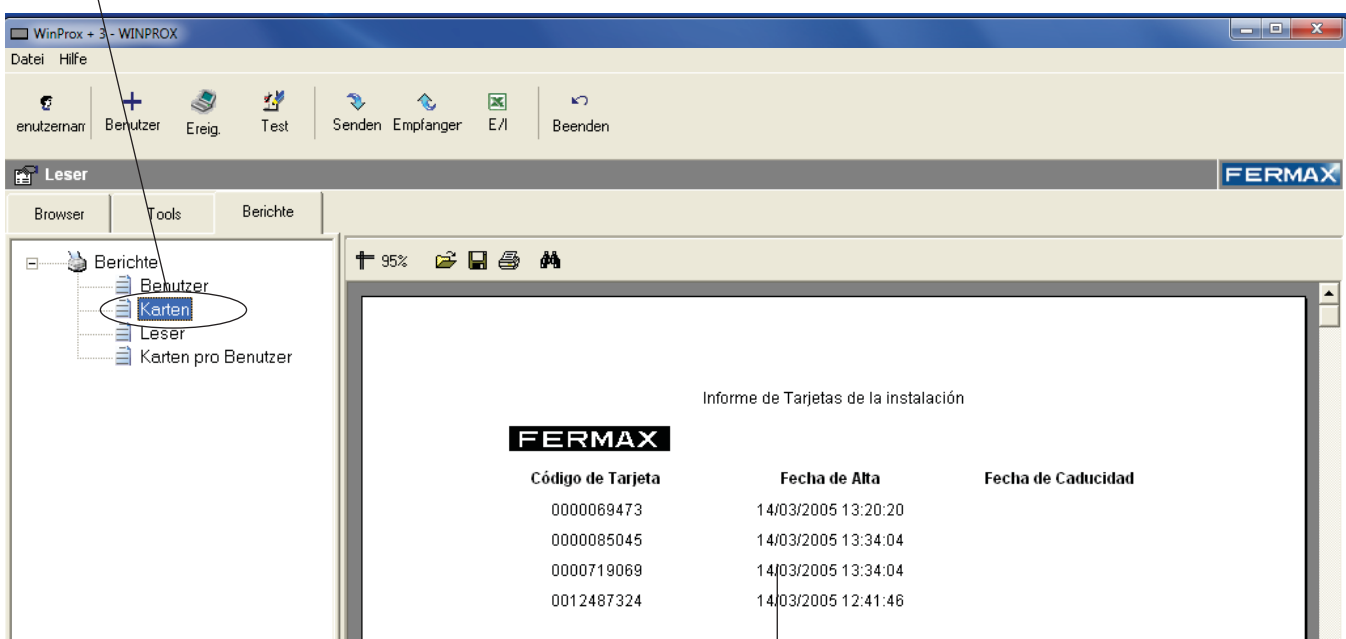 WinProx + 3 - WINPROX
Datei Hilfe
enutzernam Benutzer Ereig. Test Senden Empfanger E/I Beenden
Leser FERMAX
Browser Tools Berichte
Berichte
Benutzer
Karten
Leser
Karten pro Benutzer
95%
Informe de Tarjetas de la instalación
FERMAX
Código de Tarjeta Fecha de Alta Fecha de Caducidad
0000069473 14/03/2005 13:20:20
0000085045 14/03/2005 13:34:04
0000719069 14/03/2005 13:34:04
0012487324 14/03/2005 12:41:46